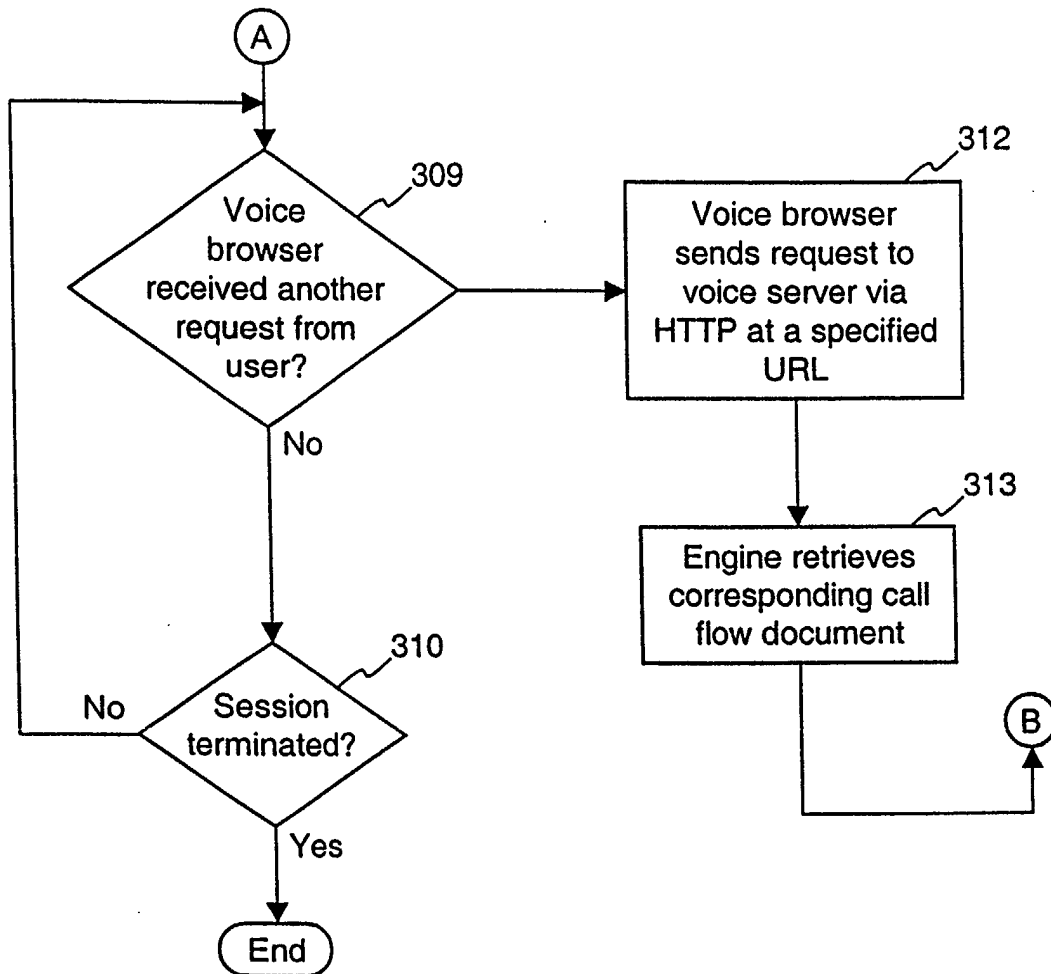 A
309
Voice
browser
received another
request from
user?
No
312
Voice browser
sends request to
voice server via
HTTP at a specified
URL
313
Engine retrieves
corresponding call
flow document
310
No
Session
terminated?
Yes
B
End